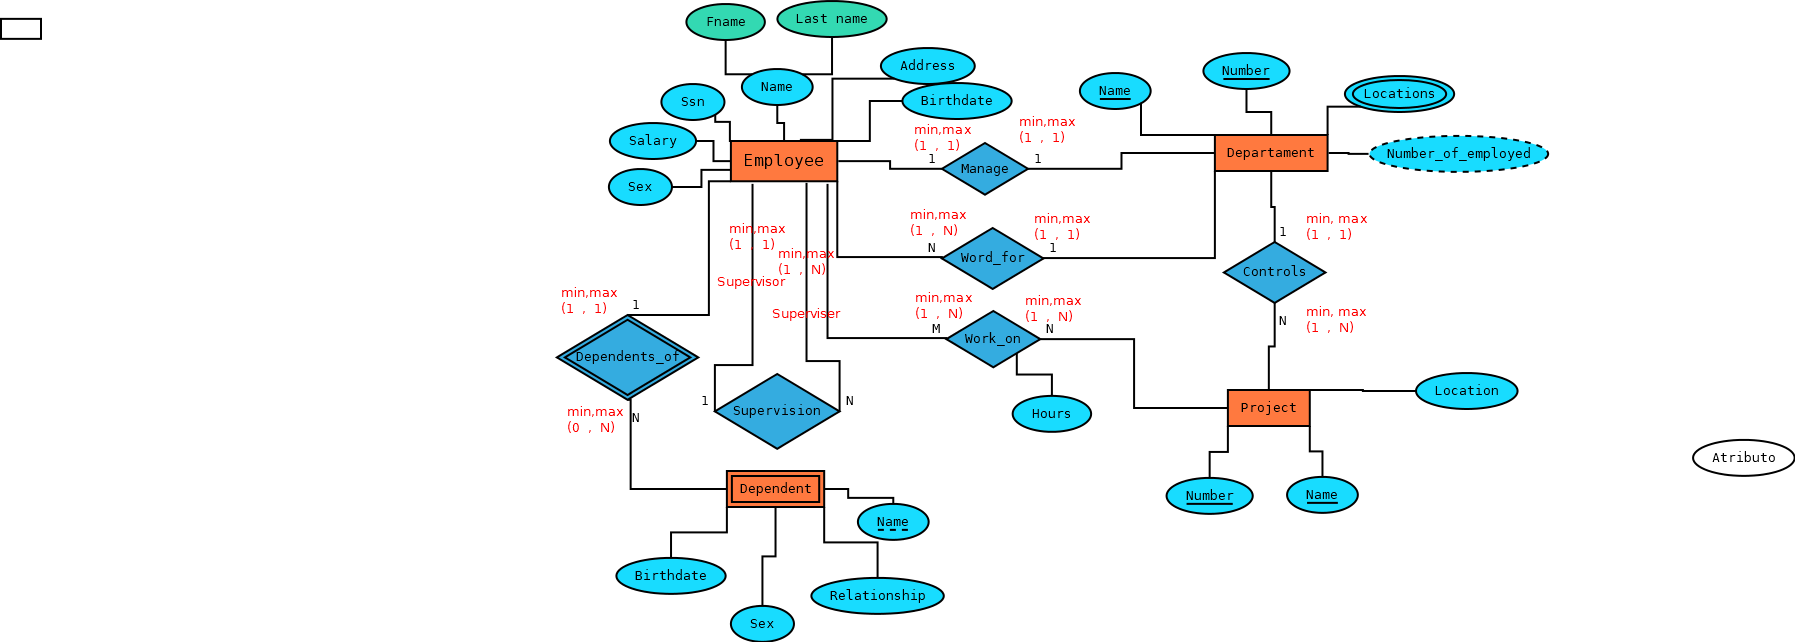 Fname
Last name
Address
Name
Ssn
Birthdate
Salary
Sex
Employee
Name
Number
Locations
Departament
Number_of_employed
min,max
(1 , 1)
1
Manage
min,max
(1 , 1)
1
min,max
(1 , N)
N
Word_for
min,max
(1 , 1)
1
min, max
(1 , 1)
1
Controls
min, max
(1 , N)
N
min,max
(1 , 1)
Supervisor
min,max
(1 , N)
Superviser
min,max
(1 , 1)
1
Dependents_of
min,max
(0 , N)
N
1
Supervision
N
min,max
(1 , N)
M
Work_on
min,max
(1 , N)
N
Hours
Project
Location
Number
Name
Atributo
Dependent
Name
Birthdate
Relationship
Sex